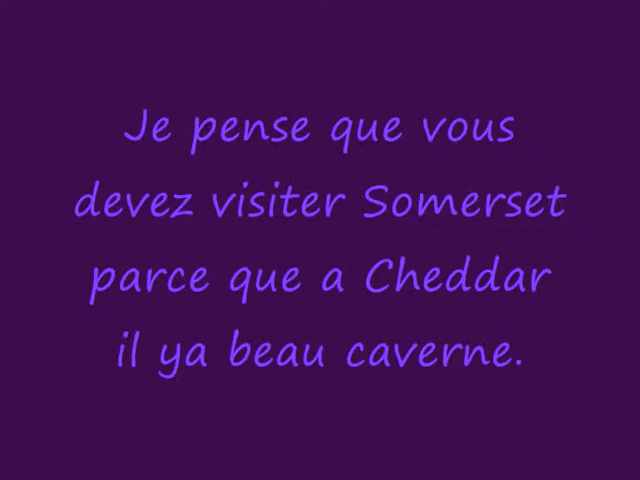 Je pense que vous
devez visiter Somerset
parce que a Cheddar
il ya beau caverne.